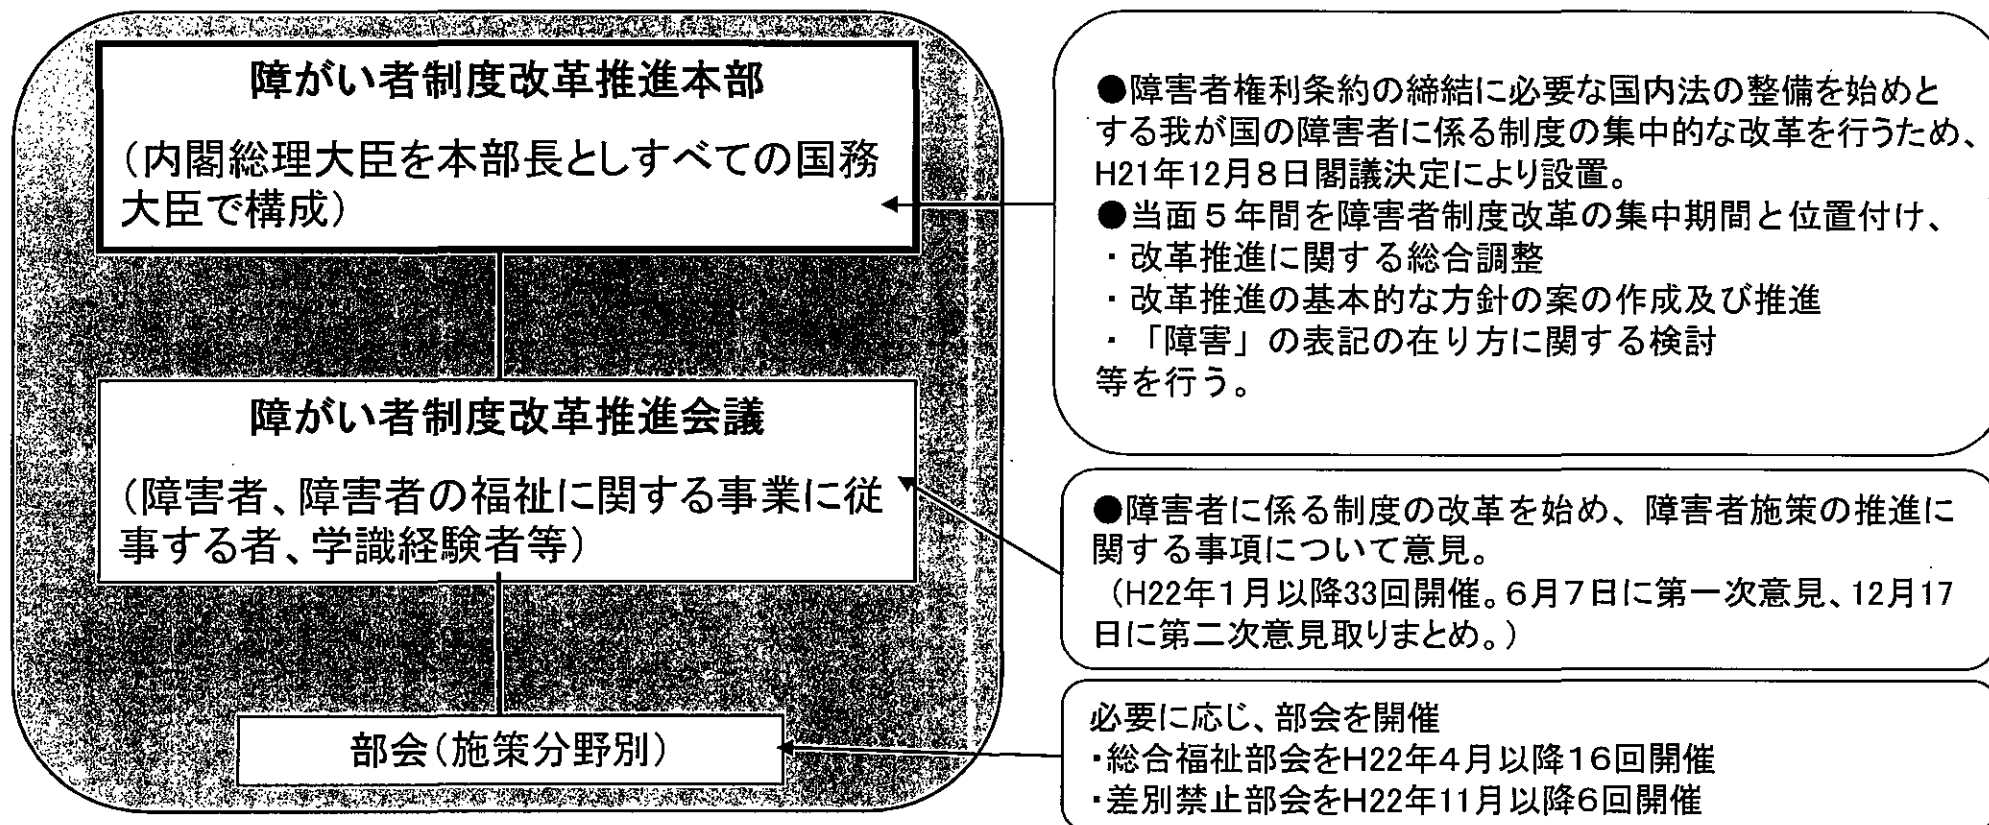 障がい者制度改革推進本部
(内閣総理大臣を本部長としすべての国務
大臣で構成)
障がい者制度改革推進会議
(障害者、障害者の福祉に関する事業に従
事する者、学識経験者等)
部会(施策分野別)
●障害者権利条約の締結に必要な国内法の整備を始めと
する我が国の障害者に係る制度の集中的な改革を行うため、
H21年12月8日閣議決定により設置。
●当面5年間を障害者制度改革の集中期間と位置付け、
・改革推進に関する総合調整
・改革推進の基本的な方針の案の作成及び推進
・「障害」の表記の在り方に関する検討
等を行う。
●障害者に係る制度の改革を始め、障害者施策の推進に
関する事項について意見。
(H22年1月以降33回開催。6月7日に第一次意見、12月17
日に第二次意見取りまとめ。)
必要に応じ、部会を開催
・総合福祉部会をH22年4月以降16回開催
・差別禁止部会をH22年11月以降6回開催